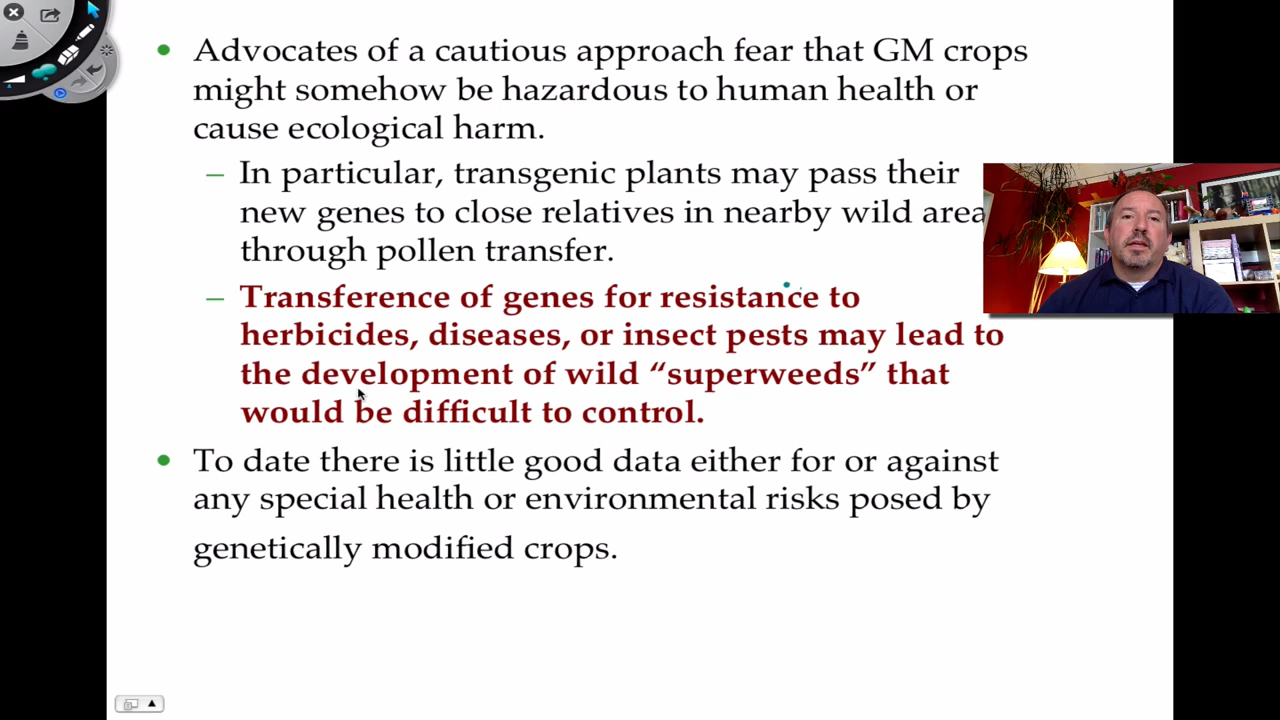 • Advocates of a cautious approach fear that GM crops
might somehow be hazardous to human health or
cause ecological harm.
– In particular, transgenic plants may pass their
new genes to close relatives in nearby wild area
through pollen transfer.
– Transference of genes for resistance to
herbicides, diseases, or insect pests may lead to
the development of wild “superweeds” that
would be difficult to control.
• To date there is little good data either for or against
any special health or environmental risks posed by
genetically modified crops.